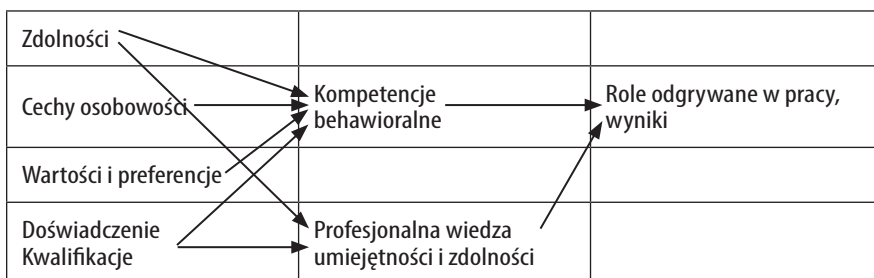 Zdolności
Cechy osobowości
Kompetencje
behawioralne
Role odgrywane w pracy,
wyniki
Wartości i preferencje
Doświadczenie
Kwalifikacje
Profesjonalna wiedza
umiejętności i zdolności